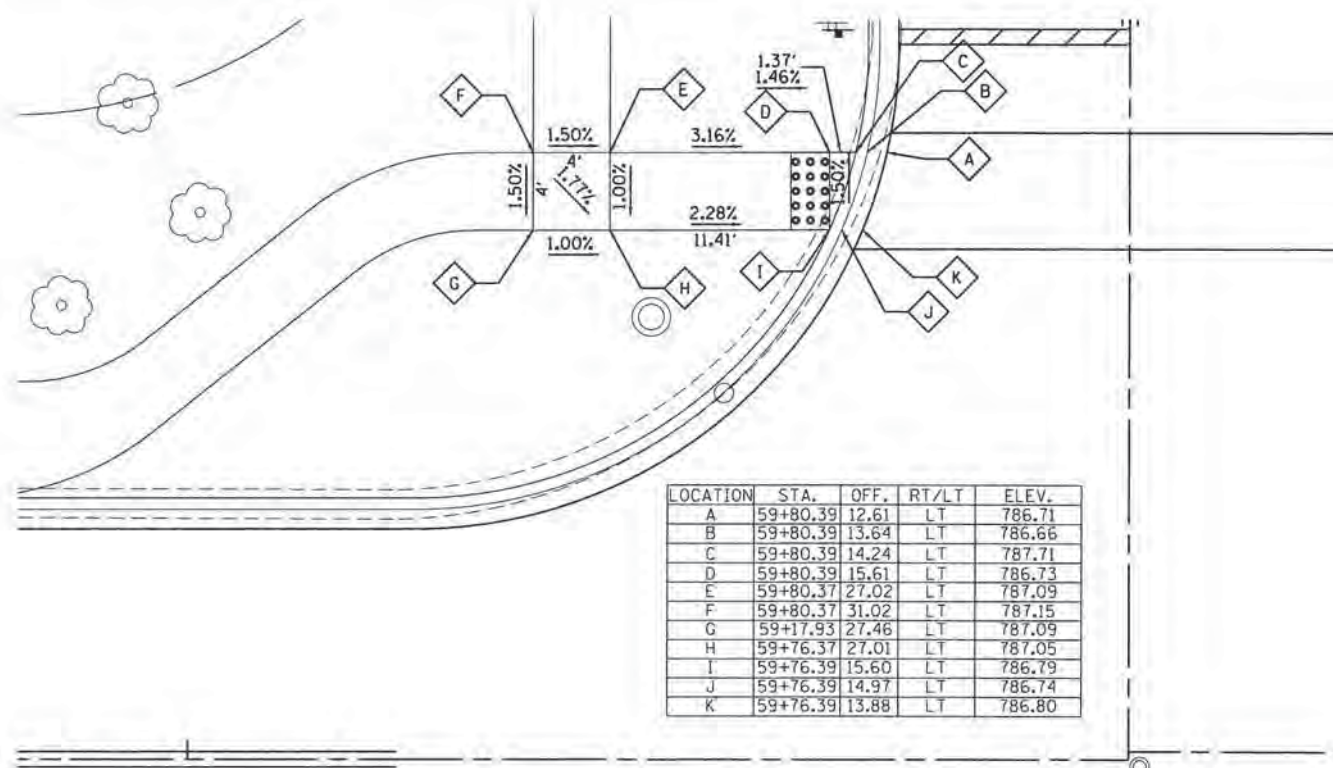 1.37'
1.46%
C
B
F
E
D
1.50%
3.16%
A
1.50%
4'
4'
1.77%
1.00%
1.50%
2.28%
1.00%
11.41'
I
K
G
H
J
LOCATION STA. OFF. RT/LT ELEV.
A 59+80.39 12.61 LT 786.71
B 59+80.39 13.64 LT 786.66
C 59+80.39 14.24 LT 787.71
D 59+80.39 15.61 LT 786.73
E 59+80.37 27.02 LT 787.09
F 59+80.37 31.02 LT 787.15
G 59+17.93 27.46 LT 787.09
H 59+76.37 27.01 LT 787.05
I 59+76.39 15.60 LT 786.79
J 59+76.39 14.97 LT 786.74
K 59+76.39 13.88 LT 786.80